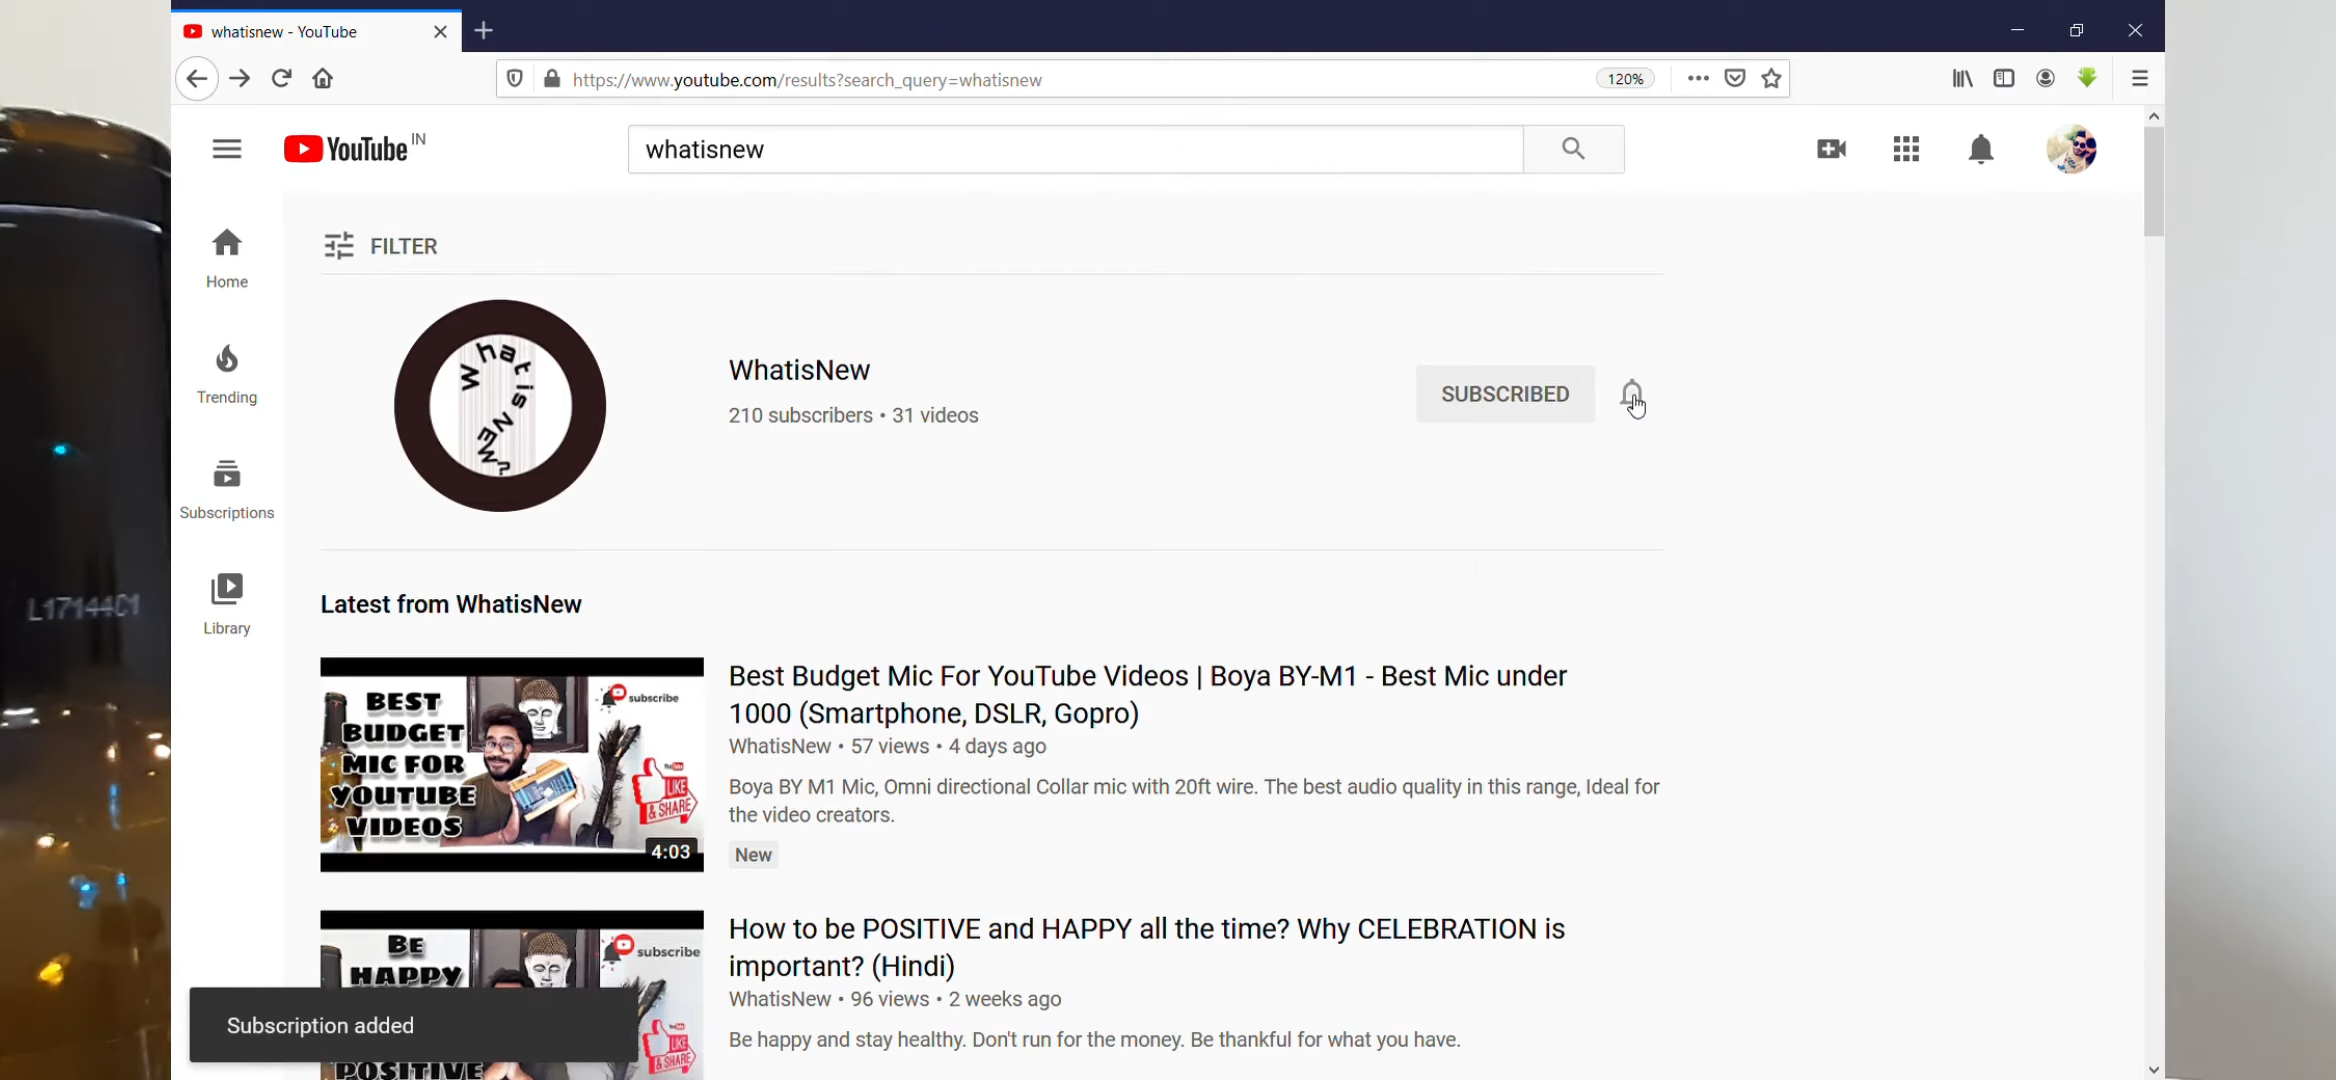 whatisnew - YouTube
https://www.youtube.com/results?search_query=whatisnew
120%
YouTube IN
whatisnew
FILTER
Home
Trending
Subscriptions
Library
What is NEW?
WhatisNew
210 subscribers • 31 videos
SUBSCRIBED
Latest from WhatisNew
L17144C1
BEST
BUDGET
MIC FOR
YOUTUBE
VIDEOS
subscribe
YouTube
LIKE
& SHARE
4:03
Best Budget Mic For YouTube Videos | Boya BY-M1 - Best Mic under
1000 (Smartphone, DSLR, Gopro)
WhatisNew • 57 views • 4 days ago
Boya BY M1 Mic, Omni directional Collar mic with 20ft wire. The best audio quality in this range, Ideal for
the video creators.
New
BE
HAPPY
POSITIVE
subscribe
YouTube
LIKE
& SHARE
How to be POSITIVE and HAPPY all the time? Why CELEBRATION is
important? (Hindi)
WhatisNew • 96 views • 2 weeks ago
Be happy and stay healthy. Don't run for the money. Be thankful for what you have.
Subscription added